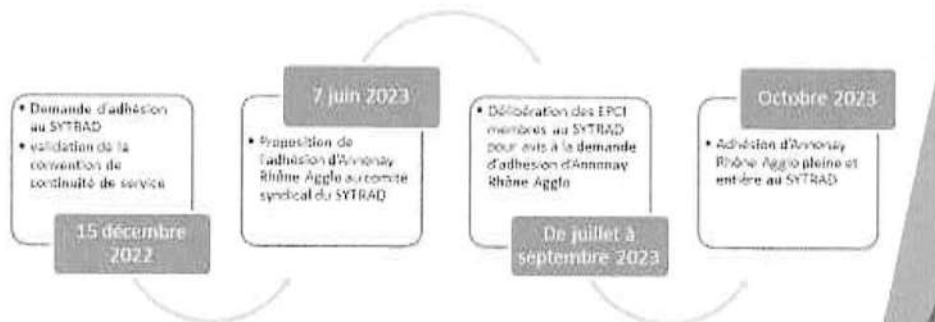 • Demande d'adhésion
au SYTRAD
• validation de la
convention de
continuité de service
15 décembre
2022
7 juin 2023
• Proposition de
l'adhésion d'Annonay
Rhône Agglo au comité
syndical du SYTRAD
• Délibération des EPCI
membres au SYTRAD
pour avis à la demande
d'adhésion d'Annonay
Rhône Agglo
De juillet à
septembre 2023
Octobre 2023
• Adhésion d'Annonay
Rhône Agglo pleine et
entière au SYTRAD